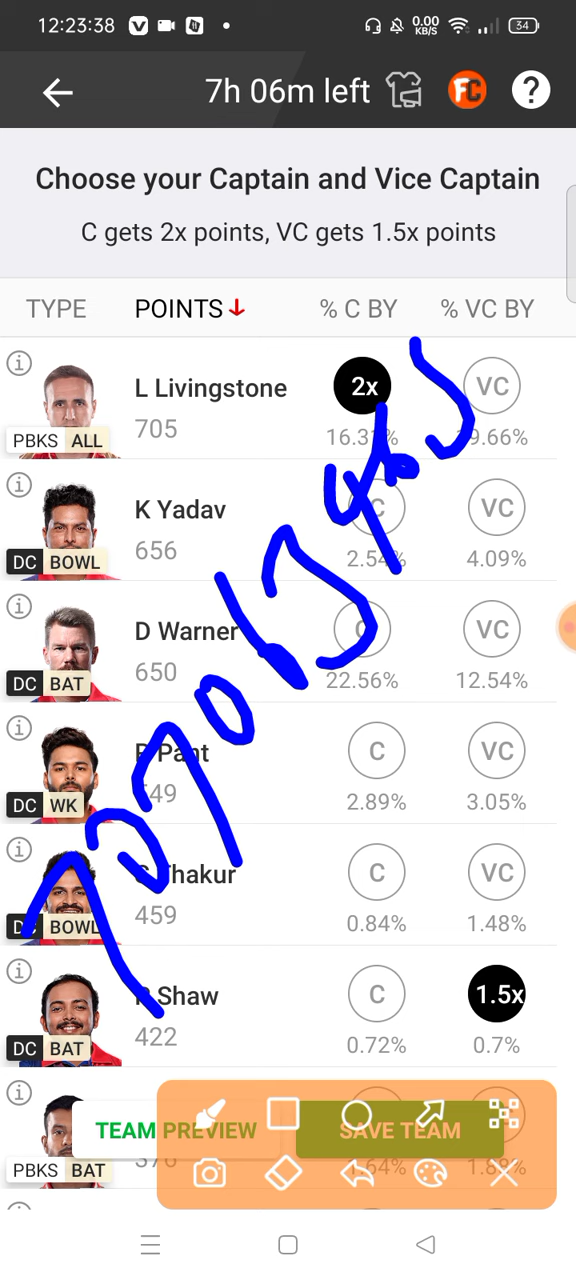 12:23:38
0.00 KB/S
34
7h 06m left
FC
?
Choose your Captain and Vice Captain
C gets 2x points, VC gets 1.5x points
TYPE POINTS % C BY % VC BY
L Livingstone 2x VC
PBKS ALL 705
K Yadav C VC
DC BOWL 656 2.54% 4.09%
D Warner C VC
DC BAT 650 22.56% 12.54%
P Pant C VC
DC WK 2.89% 3.05%
Thakur C VC
BOWL 459 0.84% 1.48%
Shaw C 1.5x
DC BAT 422 0.72% 0.7%
TEAM PREVIEW SAVE TEAM
PBKS BAT